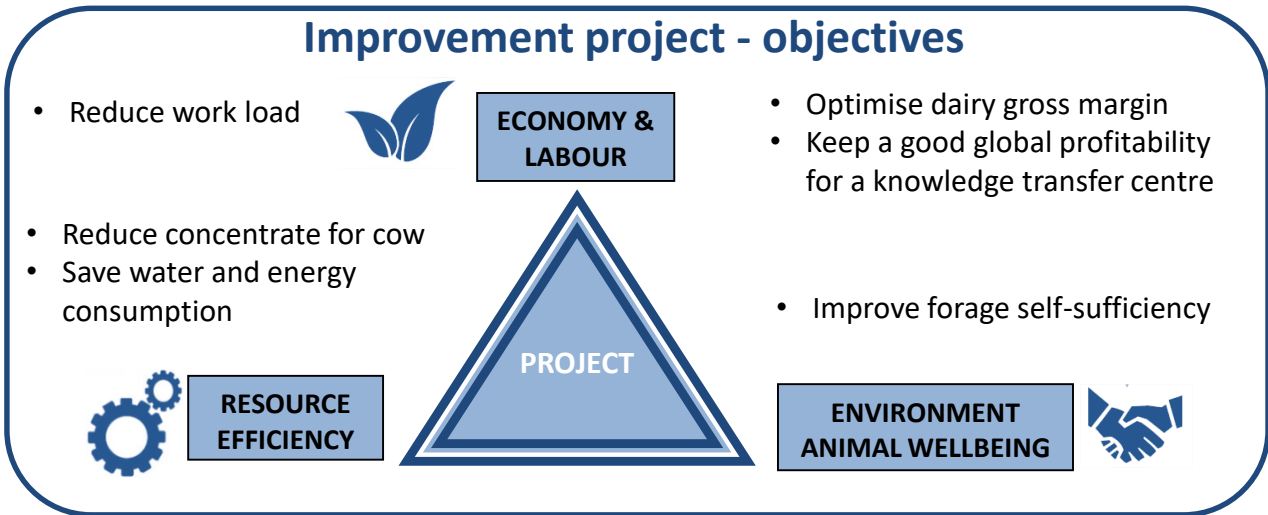 Improvement project - objectives
• Reduce work load
ECONOMY &
LABOUR
• Optimise dairy gross margin
• Keep a good global profitability
for a knowledge transfer centre
• Reduce concentrate for cow
• Save water and energy
consumption
• Improve forage self-sufficiency
PROJECT
RESOURCE
EFFICIENCY
ENVIRONMENT
ANIMAL WELLBEING